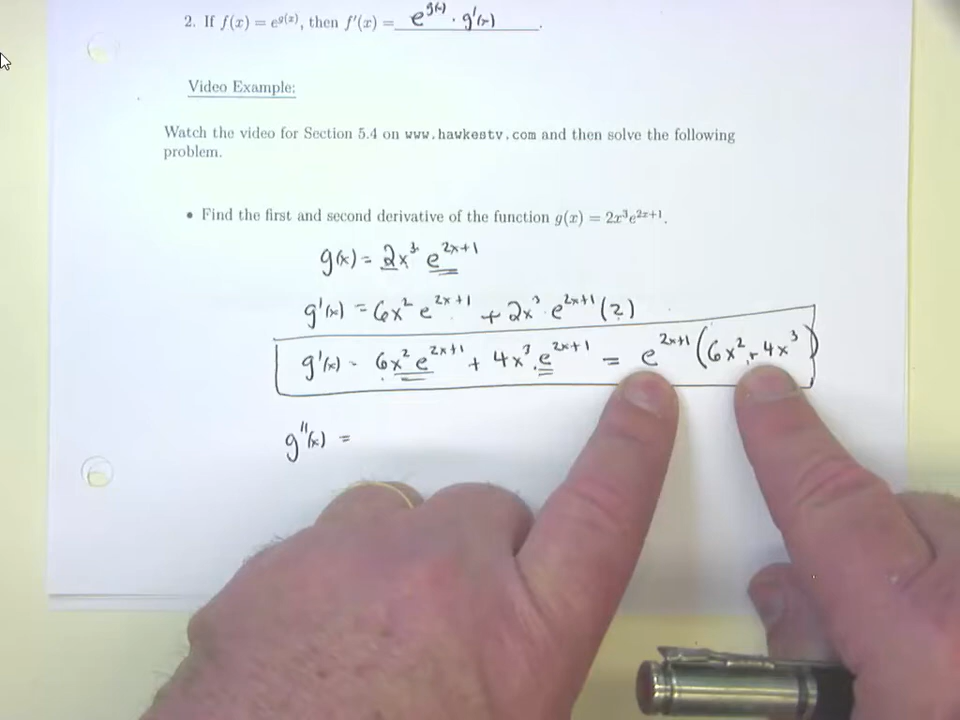 2. If f(x) = e^{g(x)}, then f'(x) = e^{g(x)} · g'(x).
Video Example:
Watch the video for Section 5.4 on www.hawkestv.com and then solve the following
problem.
• Find the first and second derivative of the function g(x) = 2x³e^{2x+1}.
g(x) = 2x³ e^{2x+1}
g'(x) = 6x² e^{2x+1} + 2x³ · e^{2x+1} (2)
g'(x) = 6x² e^{2x+1} + 4x³ · e^{2x+1} = e^{2x+1} (6x² + 4x³)
g''(x) =